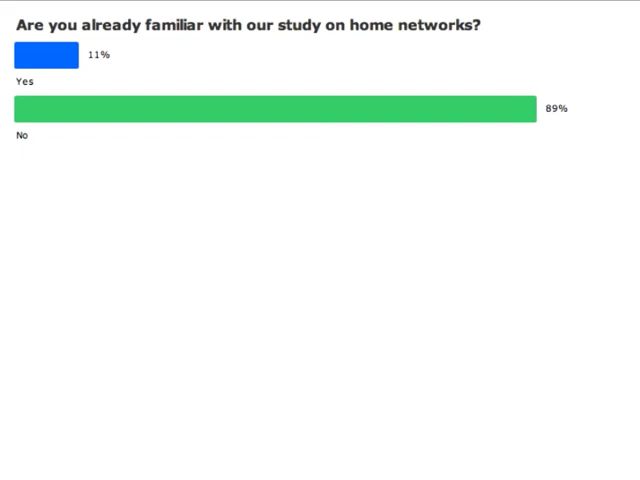 Are you already familiar with our study on home networks?
11%
Yes
89%
No